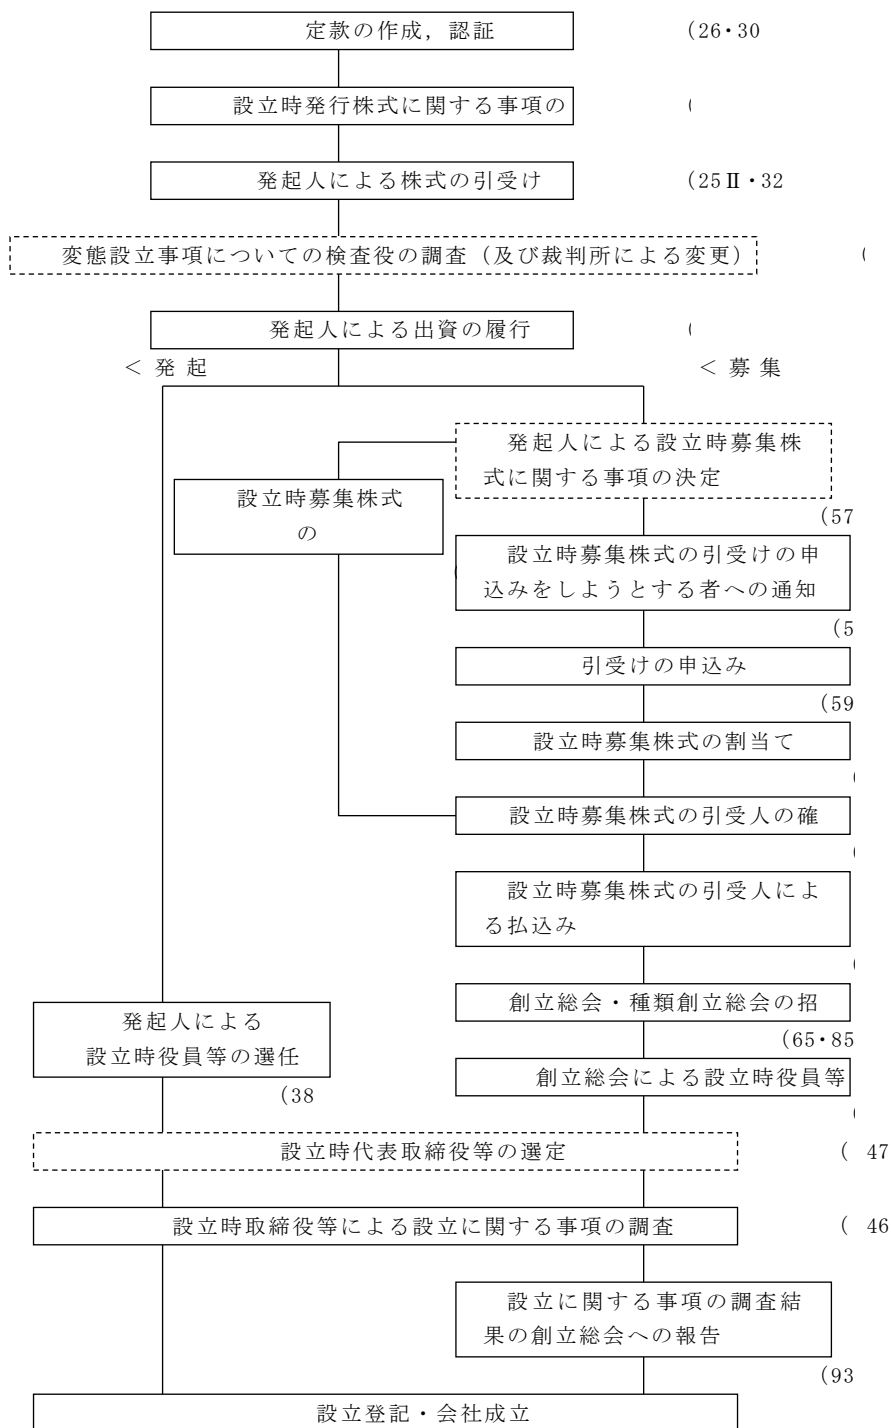 定款の作成，認証 (26・30
設立時発行株式に関する事項の (
発起人による株式の引受け (25Ⅱ・32
変態設立事項についての検査役の調査（及び裁判所による変更） (
発起人による出資の履行 (
＜発起
＜募集
発起人による設立時募集株
式に関する事項の決定
(57
設立時募集株式
の
(
設立時募集株式の引受けの申
込みをしようとする者への通知
(5
引受けの申込み
(59
設立時募集株式の割当て
(
設立時募集株式の引受人の確
(
設立時募集株式の引受人によ
る払込み
(
創立総会・種類創立総会の招
(65・85
発起人による
設立時役員等の選任
(38
創立総会による設立時役員等
(
設立時代表取締役等の選定 ( 47
設立時取締役等による設立に関する事項の調査 ( 46
設立に関する事項の調査結
果の創立総会への報告
(93
設立登記・会社成立